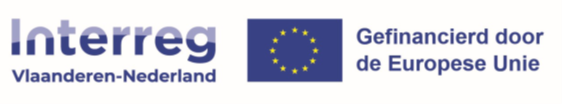 Interreg
Vlaanderen-Nederland
Gefinancierd door
de Europese Unie